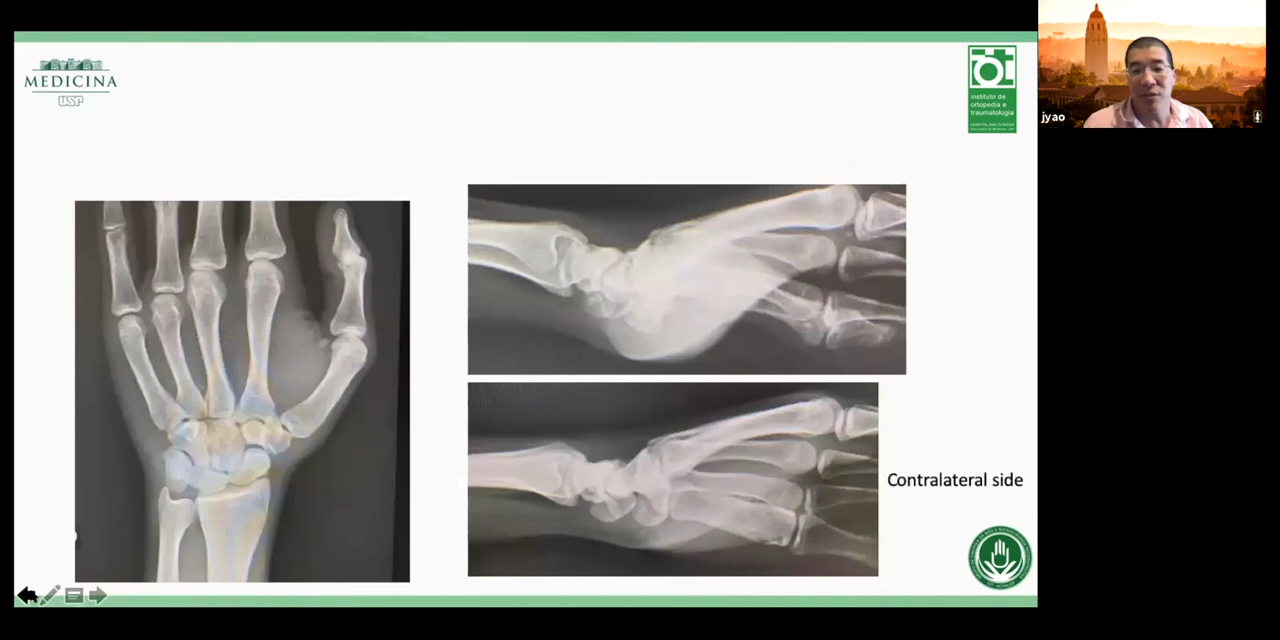 MEDICINA
USP
instituto de
ortopedia e
traumatologia
jyao
Contralateral side